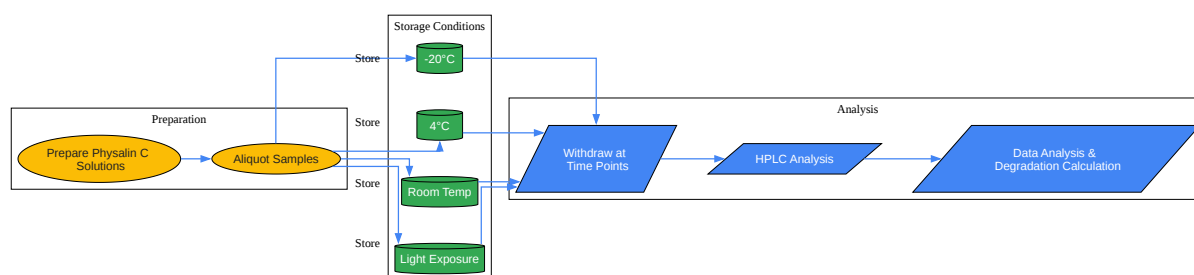 Storage Conditions
Store
-20°C
Analysis
Preparation
Store
4°C
Prepare Physalin C
Solutions
Aliquot Samples
Withdraw at
Time Points
HPLC Analysis
Data Analysis &
Degradation Calculation
Store
Room Temp
Store
Light Exposure